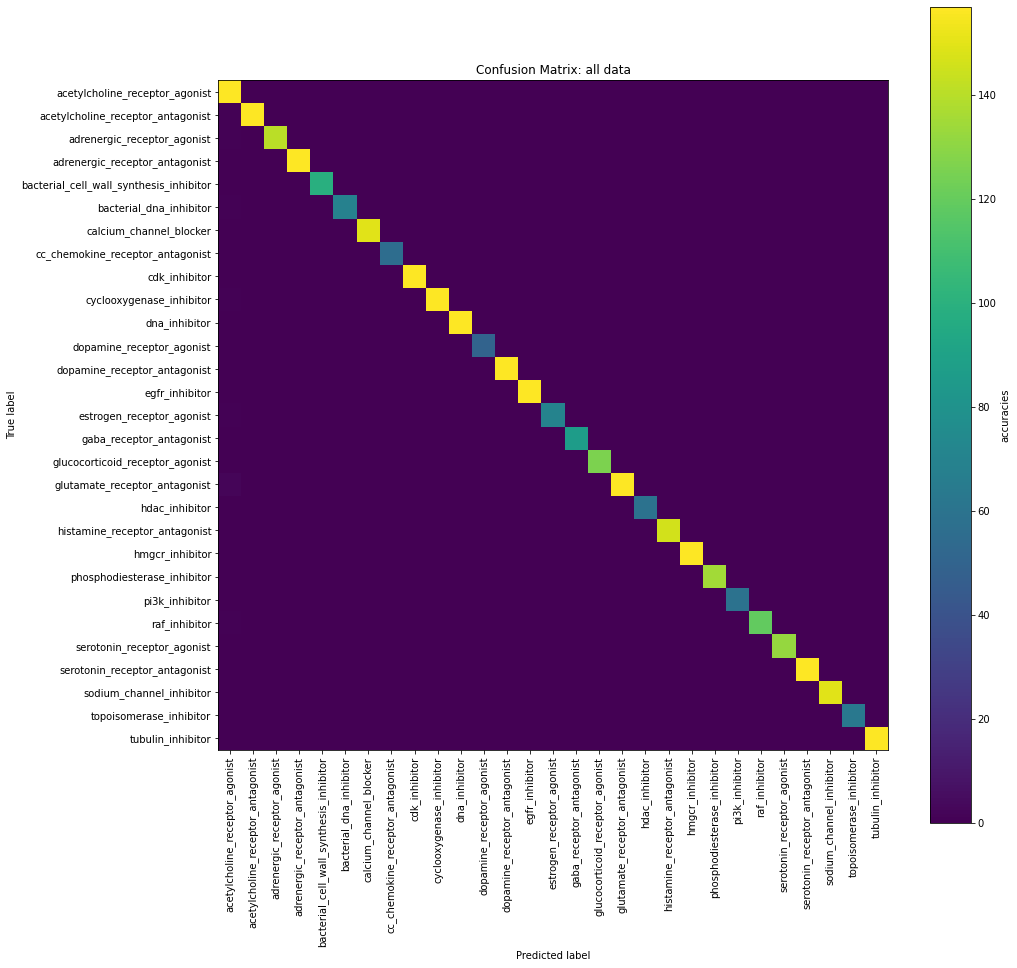 Confusion Matrix: all data
True label
acetylcholine_receptor_agonist
acetylcholine_receptor_antagonist
adrenergic_receptor_agonist
adrenergic_receptor_antagonist
bacterial_cell_wall_synthesis_inhibitor
bacterial_dna_inhibitor
calcium_channel_blocker
cc_chemokine_receptor_antagonist
cdk_inhibitor
cyclooxygenase_inhibitor
dna_inhibitor
dopamine_receptor_agonist
dopamine_receptor_antagonist
egfr_inhibitor
estrogen_receptor_agonist
gaba_receptor_antagonist
glucocorticoid_receptor_agonist
glutamate_receptor_antagonist
hdac_inhibitor
histamine_receptor_antagonist
hmgcr_inhibitor
phosphodiesterase_inhibitor
pi3k_inhibitor
raf_inhibitor
serotonin_receptor_agonist
serotonin_receptor_antagonist
sodium_channel_inhibitor
topoisomerase_inhibitor
tubulin_inhibitor
acetylcholine_receptor_agonist
acetylcholine_receptor_antagonist
adrenergic_receptor_agonist
adrenergic_receptor_antagonist
bacterial_cell_wall_synthesis_inhibitor
bacterial_dna_inhibitor
calcium_channel_blocker
cc_chemokine_receptor_antagonist
cdk_inhibitor
cyclooxygenase_inhibitor
dna_inhibitor
dopamine_receptor_agonist
dopamine_receptor_antagonist
egfr_inhibitor
estrogen_receptor_agonist
gaba_receptor_antagonist
glucocorticoid_receptor_agonist
glutamate_receptor_antagonist
hdac_inhibitor
histamine_receptor_antagonist
hmgcr_inhibitor
phosphodiesterase_inhibitor
pi3k_inhibitor
raf_inhibitor
serotonin_receptor_agonist
serotonin_receptor_antagonist
sodium_channel_inhibitor
topoisomerase_inhibitor
tubulin_inhibitor
Predicted label
140
120
100
80
60
40
20
0
accuracies